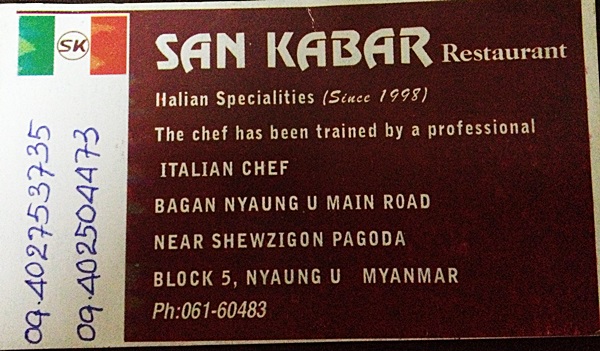 SK
SAN KABAR Restaurant
Halian Specialities (Since 1998)
The chef has been trained by a professional
ITALIAN CHEF
BAGAN NYAUNG U MAIN ROAD
NEAR SHEWZIGON PAGODA
BLOCK 5, NYAUNG U MYANMAR
Ph:061-60483
09.402753735
09.402504473